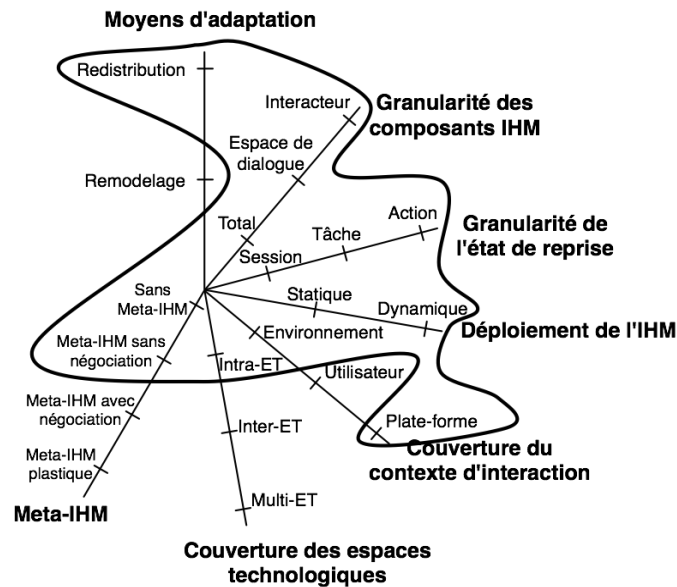 Moyens d'adaptation
Redistribution
Interacteur
Granularité des
composants IHM
Espace de
dialogue
Remodelage
Action
Total
Tâche
Granularité de
l'état de reprise
Session
Sans
Meta-IHM
Statique
Dynamique
Déploiement de l'IHM
Environnement
Meta-IHM sans
négociation
Intra-ET
Utilisateur
Meta-IHM avec
négociation
Inter-ET
Plate-forme
Couverture du
contexte d'interaction
Meta-IHM
plastique
Multi-ET
Meta-IHM
Couverture des espaces
technologiques